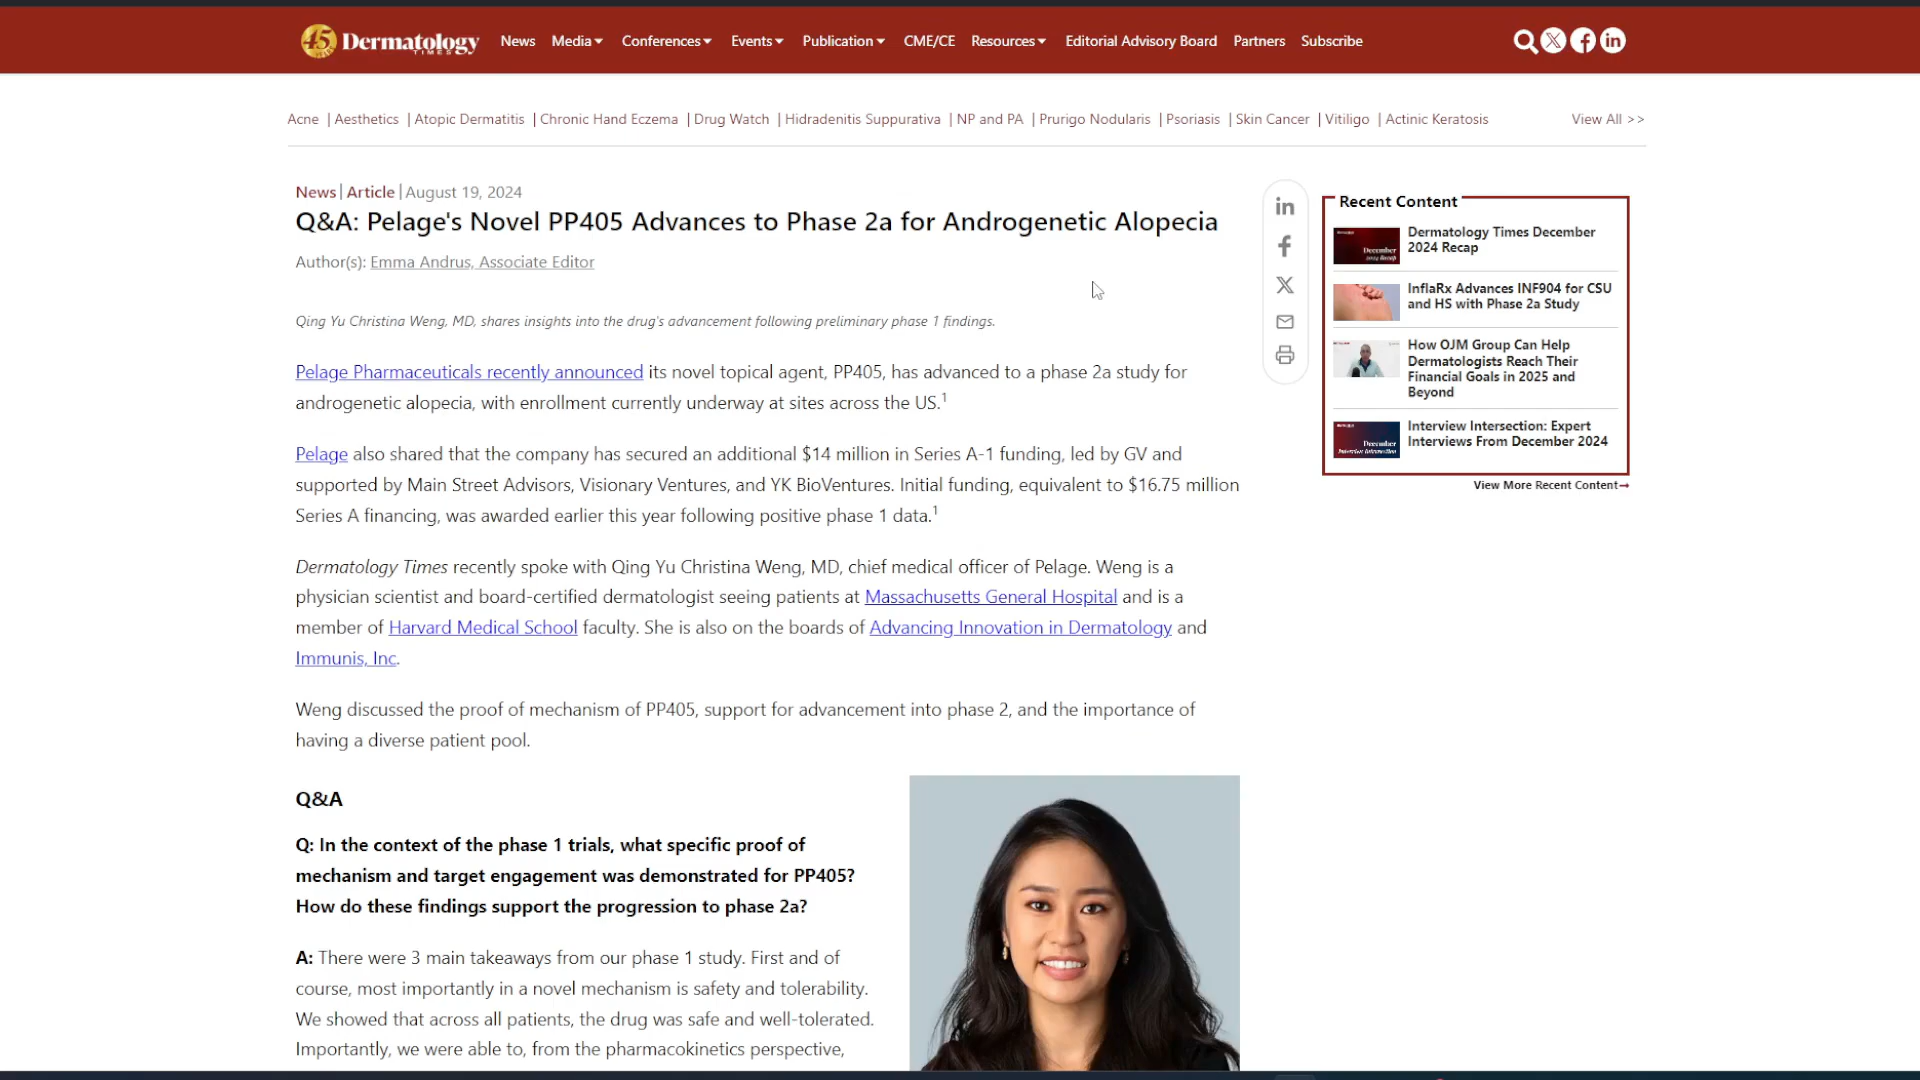 45 Dermatology TIMES News Media Conferences Events Publication CME/CE Resources Editorial Advisory Board Partners Subscribe
Acne | Aesthetics | Atopic Dermatitis | Chronic Hand Eczema | Drug Watch | Hidradenitis Suppurativa | NP and PA | Prurigo Nodularis | Psoriasis | Skin Cancer | Vitiligo | Actinic Keratosis View All >>
News | Article | August 19, 2024
Q&A: Pelage's Novel PP405 Advances to Phase 2a for Androgenetic Alopecia
Author(s): Emma Andrus, Associate Editor
Qing Yu Christina Weng, MD, shares insights into the drug's advancement following preliminary phase 1 findings.
Pelage Pharmaceuticals recently announced its novel topical agent, PP405, has advanced to a phase 2a study for
androgenetic alopecia, with enrollment currently underway at sites across the US.1
Pelage also shared that the company has secured an additional $14 million in Series A-1 funding, led by GV and
supported by Main Street Advisors, Visionary Ventures, and YK BioVentures. Initial funding, equivalent to $16.75 million
Series A financing, was awarded earlier this year following positive phase 1 data.1
Dermatology Times recently spoke with Qing Yu Christina Weng, MD, chief medical officer of Pelage. Weng is a
physician scientist and board-certified dermatologist seeing patients at Massachusetts General Hospital and is a
member of Harvard Medical School faculty. She is also on the boards of Advancing Innovation in Dermatology and
Immunis, Inc.
Weng discussed the proof of mechanism of PP405, support for advancement into phase 2, and the importance of
having a diverse patient pool.
Q&A
Q: In the context of the phase 1 trials, what specific proof of
mechanism and target engagement was demonstrated for PP405?
How do these findings support the progression to phase 2a?
A: There were 3 main takeaways from our phase 1 study. First and of
course, most importantly in a novel mechanism is safety and tolerability.
We showed that across all patients, the drug was safe and well-tolerated.
Importantly, we were able to, from the pharmacokinetics perspective,
Recent Content
December
2024 Recap
Dermatology Times December
2024 Recap
InflaRx Advances INF904 for CSU
and HS with Phase 2a Study
How OJM Group Can Help
Dermatologists Reach Their
Financial Goals in 2025 and
Beyond
December
Interview Intersection
Interview Intersection: Expert
Interviews From December 2024
View More Recent Content→